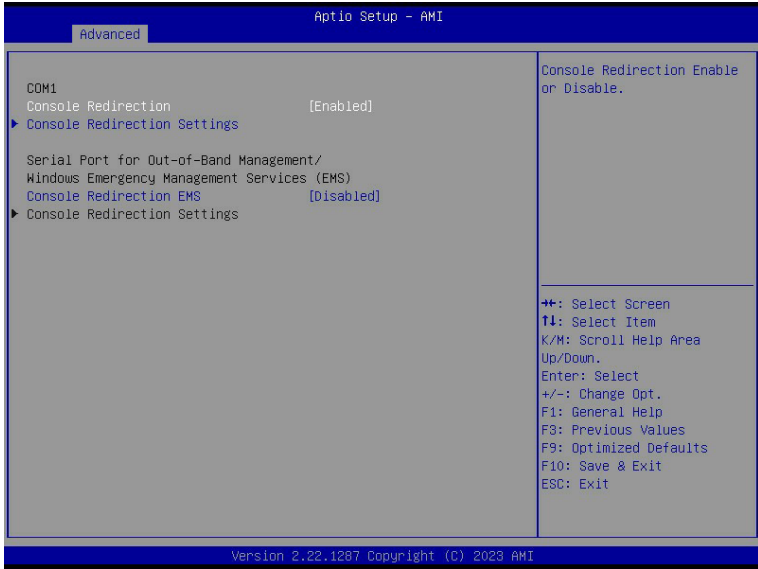 Aptio Setup – AMI
Advanced
COM1
Console Redirection [Enabled]
▶ Console Redirection Settings
Serial Port for Out-of-Band Management/
Windows Emergency Management Services (EMS)
Console Redirection EMS [Disabled]
▶ Console Redirection Settings
Console Redirection Enable
or Disable.
→←: Select Screen
↑↓: Select Item
K/M: Scroll Help Area
Up/Down.
Enter: Select
+/-: Change Opt.
F1: General Help
F3: Previous Values
F9: Optimized Defaults
F10: Save & Exit
ESC: Exit
Version 2.22.1287 Copyright (C) 2023 AMI